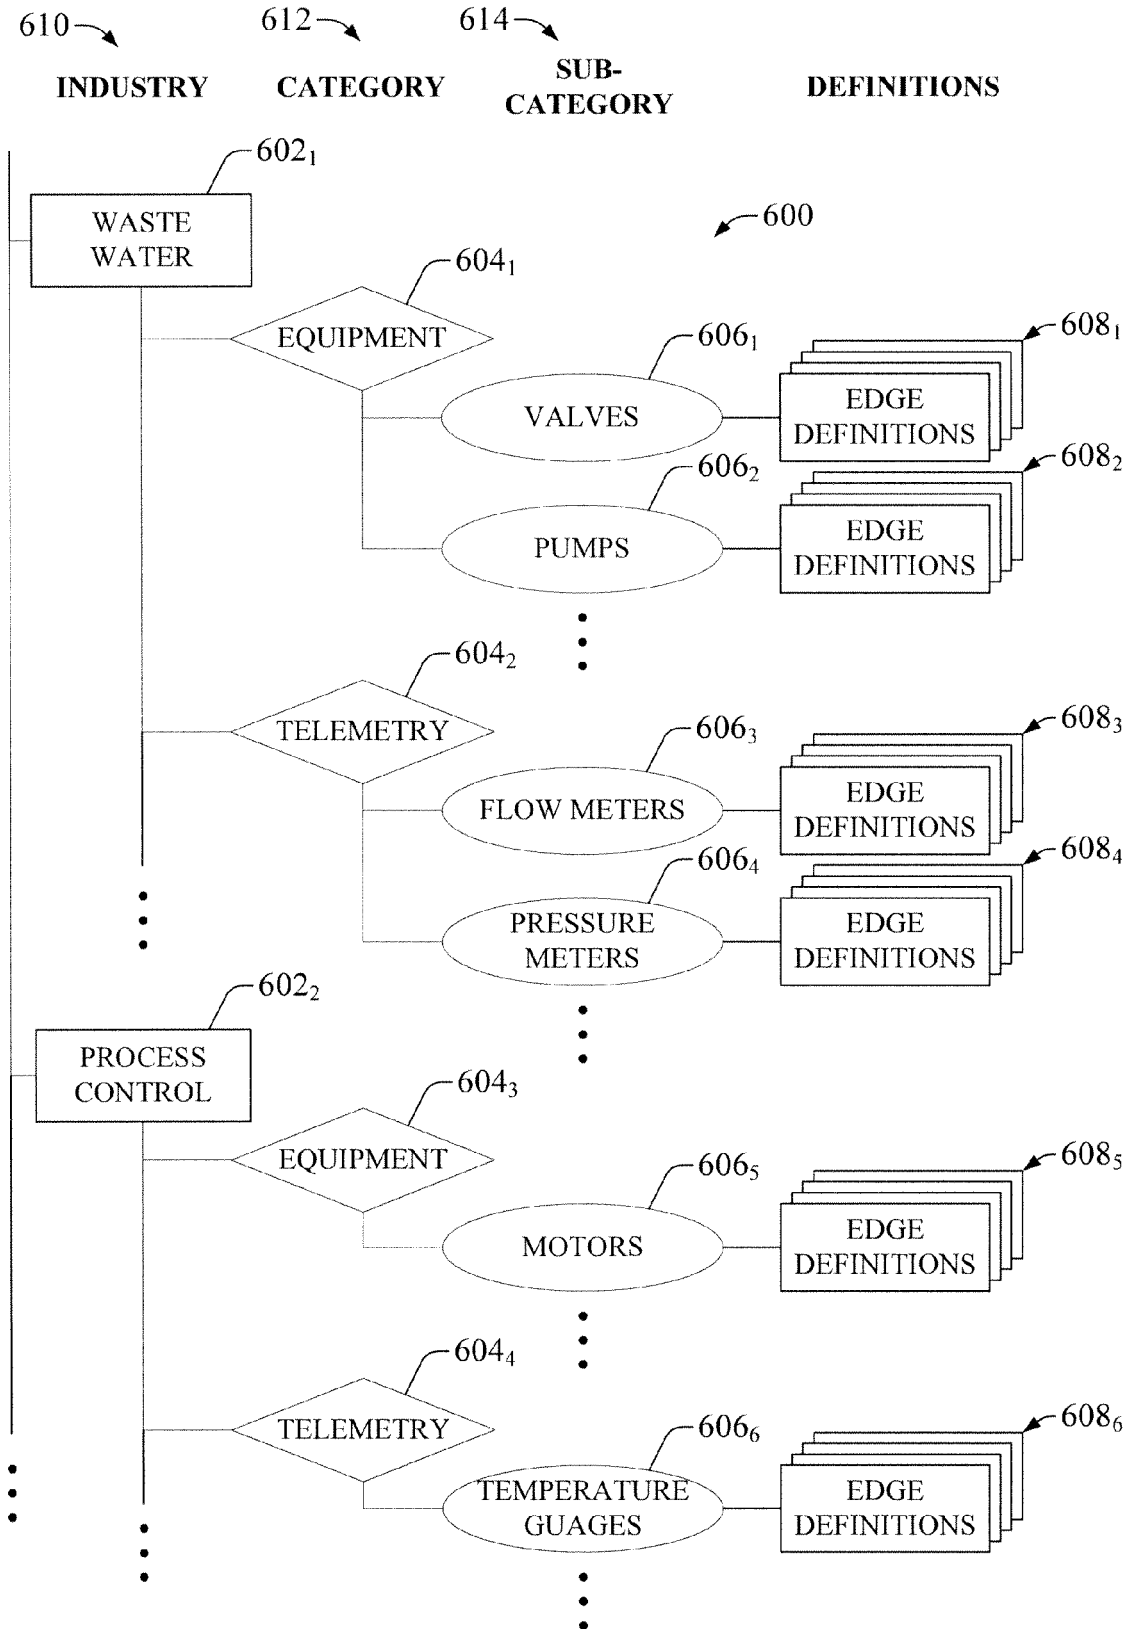 610
612
614
INDUSTRY
CATEGORY
SUB-
CATEGORY
DEFINITIONS
602₁
WASTE
WATER
600
604₁
EQUIPMENT
606₁
VALVES
608₁
EDGE
DEFINITIONS
606₂
PUMPS
608₂
EDGE
DEFINITIONS
604₂
TELEMETRY
606₃
FLOW METERS
608₃
EDGE
DEFINITIONS
606₄
PRESSURE
METERS
608₄
EDGE
DEFINITIONS
602₂
PROCESS
CONTROL
604₃
EQUIPMENT
606₅
MOTORS
608₅
EDGE
DEFINITIONS
604₄
TELEMETRY
606₆
TEMPERATURE
GUAGES
608₆
EDGE
DEFINITIONS